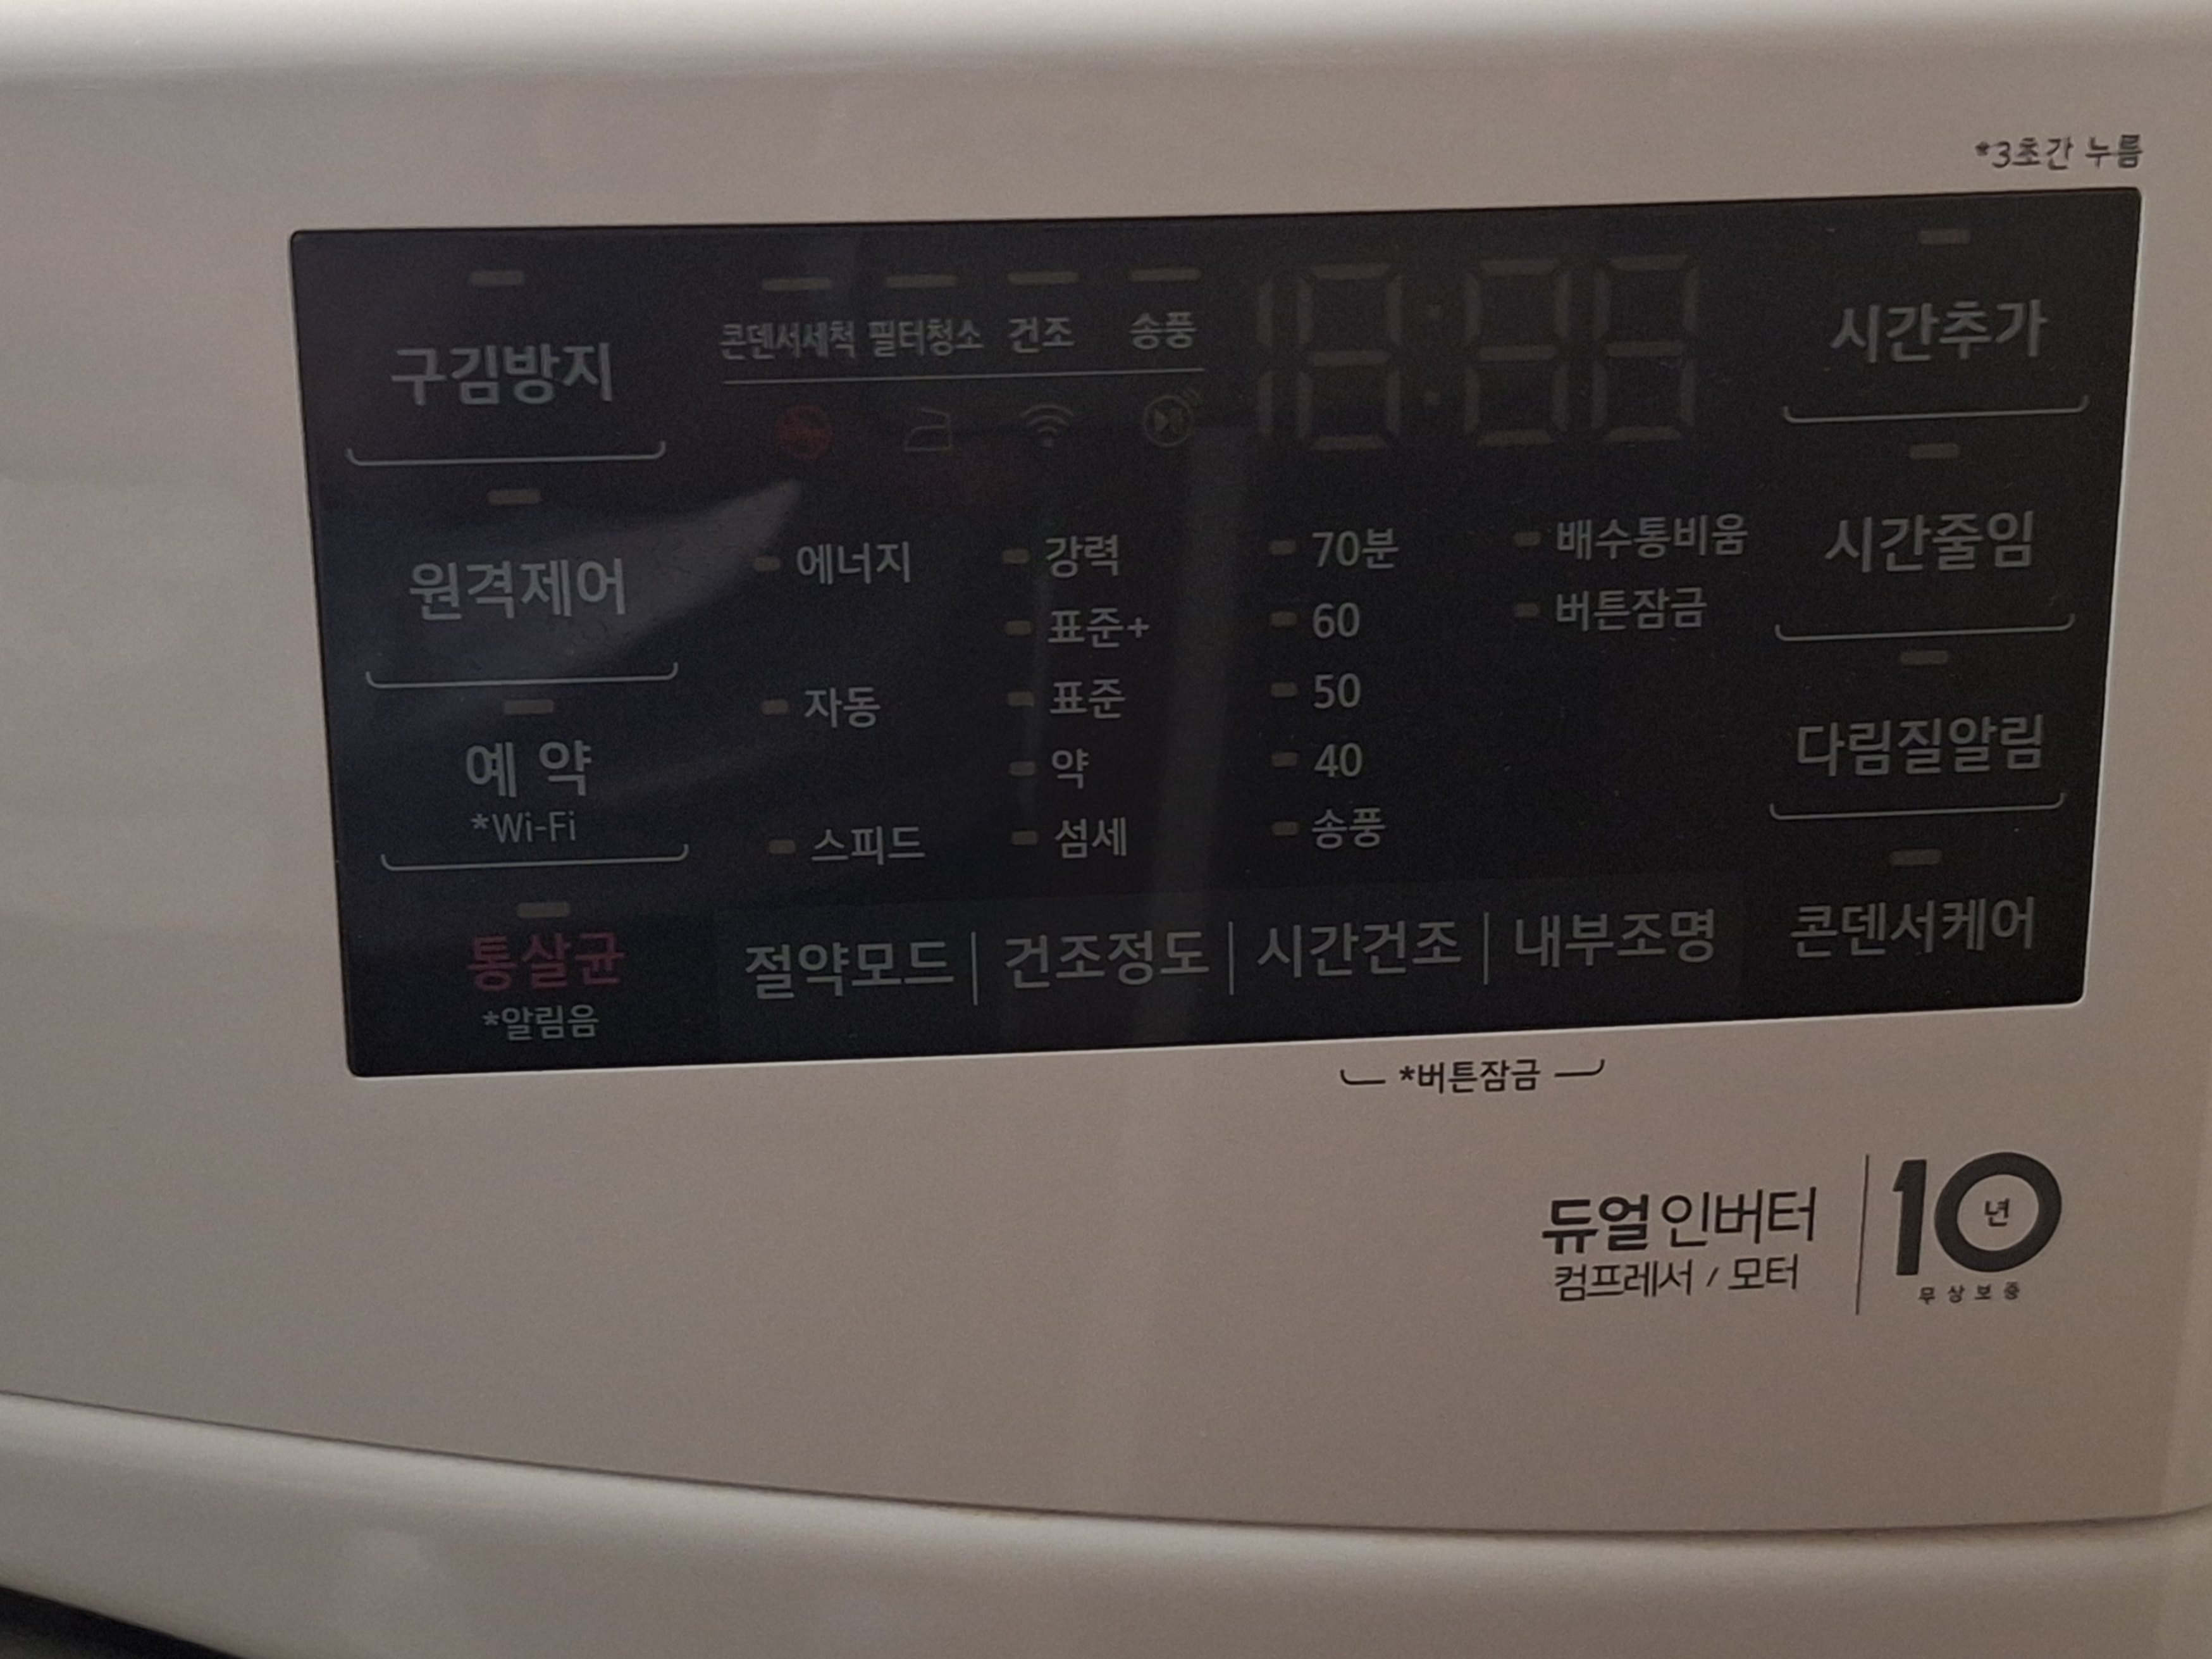 *3초간 누름
구김방지
콘덴서세척 필터청소 건조 송풍
18:88
시간추가
원격제어
에너지
자동
스피드
강력
표준+
표준
약
섬세
70분
60
50
40
송풍
배수통비움
버튼잠금
시간줄임
예 약
*Wi-Fi
다림질알림
통살균
*알림음
절약모드 | 건조정도 | 시간건조 | 내부조명
콘덴서케어
*버튼잠금
듀얼 인버터
컴프레서 / 모터
10년
무상보증